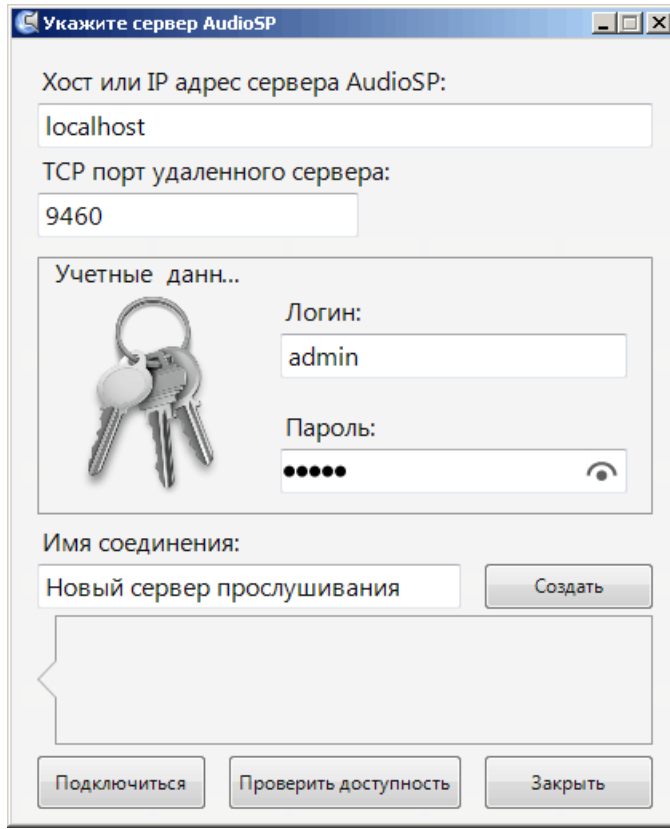 Укажите сервер AudioSP
Хост или IP адрес сервера AudioSP:
localhost
TCP порт удаленного сервера:
9460
Учетные данн...
Логин:
admin
Пароль:
•••••
Имя соединения:
Новый сервер прослушивания
Создать
Подключиться
Проверить доступность
Закрыть